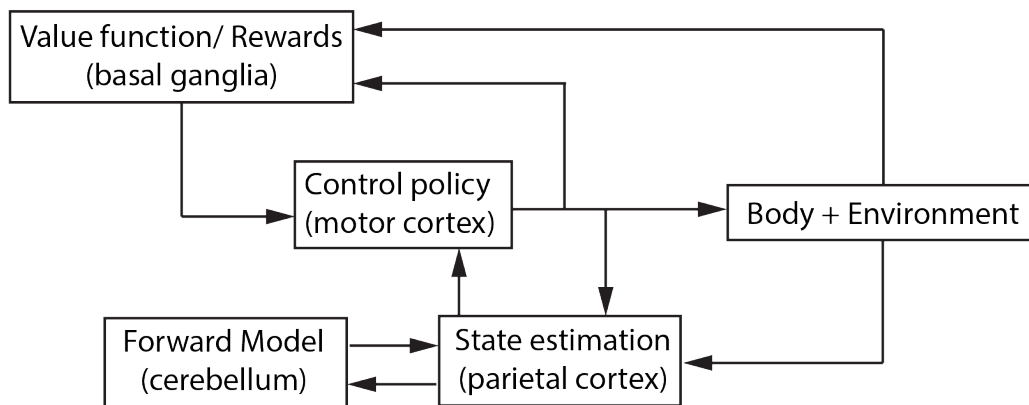 Value function/ Rewards
(basal ganglia)
Control policy
(motor cortex)
Body + Environment
Forward Model
(cerebellum)
State estimation
(parietal cortex)